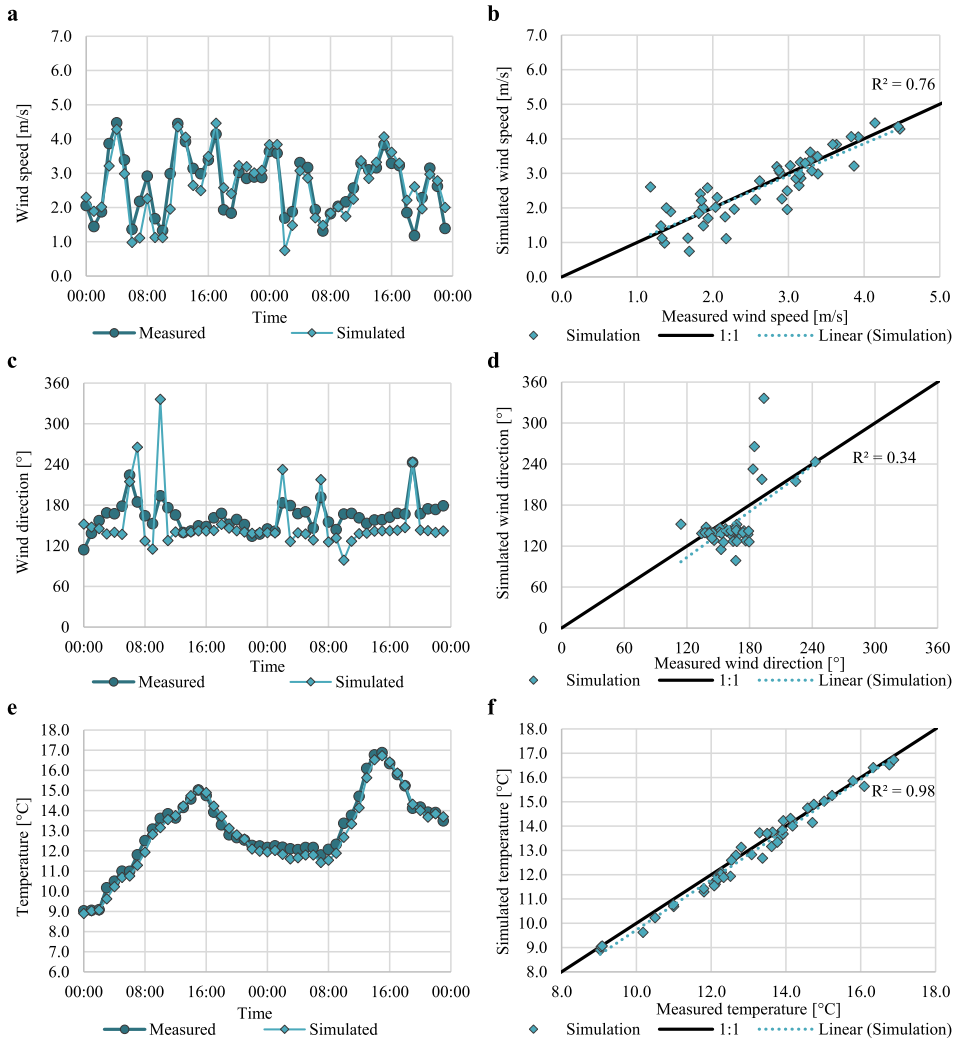 a
Wind speed [m/s]
7.0
6.0
5.0
4.0
3.0
2.0
1.0
0.0
00:00 08:00 16:00 00:00 08:00 16:00 00:00
Time
Measured Simulated
b
Simulated wind speed [m/s]
7.0
6.0
5.0
4.0
3.0
2.0
1.0
0.0
R² = 0.76
0.0 1.0 2.0 3.0 4.0 5.0
Measured wind speed [m/s]
Simulation 1:1 Linear (Simulation)
c
Wind direction [°]
360
300
240
180
120
60
0
00:00 08:00 16:00 00:00 08:00 16:00 00:00
Time
Measured Simulated
d
Simulated wind direction [°]
360
300
240
180
120
60
0
R² = 0.34
0 60 120 180 240 300 360
Measured wind direction [°]
Simulation 1:1 Linear (Simulation)
e
Temperature [°C]
18.0
17.0
16.0
15.0
14.0
13.0
12.0
11.0
10.0
9.0
8.0
7.0
6.0
00:00 08:00 16:00 00:00 08:00 16:00 00:00
Time
Measured Simulated
f
Simulated temperature [°C]
18.0
17.0
16.0
15.0
14.0
13.0
12.0
11.0
10.0
9.0
8.0
R² = 0.98
8.0 10.0 12.0 14.0 16.0 18.0
Measured temperature [°C]
Simulation 1:1 Linear (Simulation)